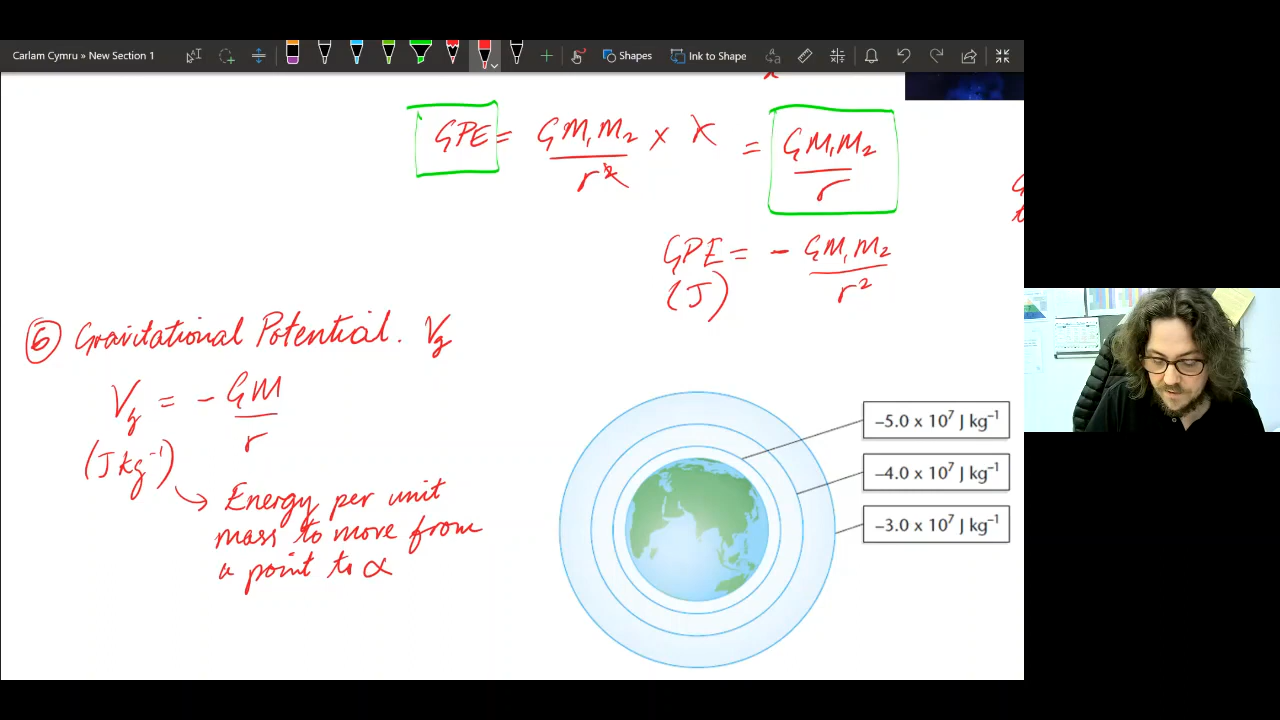 Carlam Cymru » New Section 1
Shapes
Ink to Shape
GPE = GM₁M₂/r² × r = GM₁M₂/r
GPE = - GM₁M₂/r²
(J)
⑥ Gravitational Potential. Vg
Vg = - GM/r
(J kg⁻¹)
Energy per unit
mass to move from
a point to ∝
–5.0 x 10⁷ J kg⁻¹
–4.0 x 10⁷ J kg⁻¹
–3.0 x 10⁷ J kg⁻¹